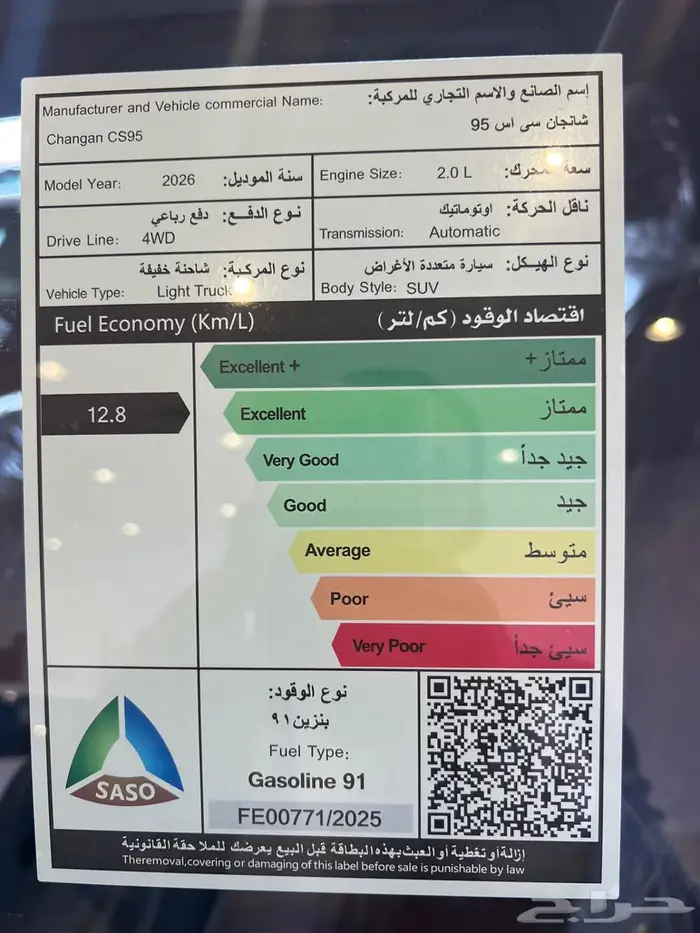 Manufacturer and Vehicle commercial Name: إسم الصانع والاسم التجاري للمركبة:
Changan CS95 شانجان سى اس 95
Model Year: 2026 سنة الموديل:
Engine Size: 2.0 L سعة محرك:
Drive Line: 4WD نوع الدفع: دفع رباعي
Transmission: Automatic ناقل الحركة: اوتوماتيك
Vehicle Type: Light Truck نوع المركبة: شاحنة خفيفة
Body Style: SUV نوع الهيكل: سيارة متعددة الأغراض
Fuel Economy (Km/L) اقتصاد الوقود (كم/لتر)
Excellent + ممتاز +
12.8
Excellent ممتاز
Very Good جيد جداً
Good جيد
Average متوسط
Poor سيئ
Very Poor سيئ جداً
SASO
نوع الوقود:
بنزين ٩١
Fuel Type:
Gasoline 91
FE00771/2025
إزالة أو تغطية أو العبث بهذه البطاقة قبل البيع يعرضك للملاحقة القانونية
Theremoval,covering or damaging of this label before sale is punishable by law
حراج